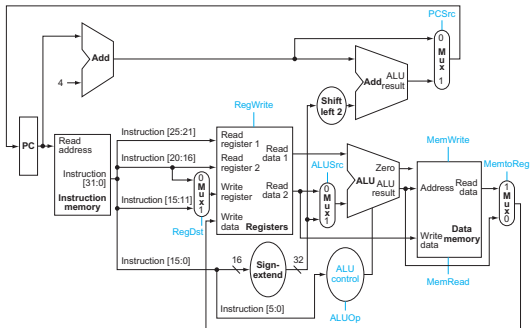 PCSrc
0
M
u
x
1
Add
4
Add
ALU
result
Shift
left 2
PC
Read
address
Instruction
[31:0]
Instruction
memory
Instruction [25:21]
Instruction [20:16]
Instruction [15:11]
Instruction [15:0]
Instruction [5:0]
0
M
u
x
1
RegDst
RegWrite
Read
register 1
Read
register 2
Write
register
Write
data
Read
data 1
Read
data 2
Registers
16
Sign-
extend
32
ALUSrc
0
M
u
x
1
Zero
ALU
ALU
result
ALU
control
ALUOp
MemWrite
Address
Read
data
Write
data
Data
memory
MemRead
MemtoReg
1
M
u
x
0